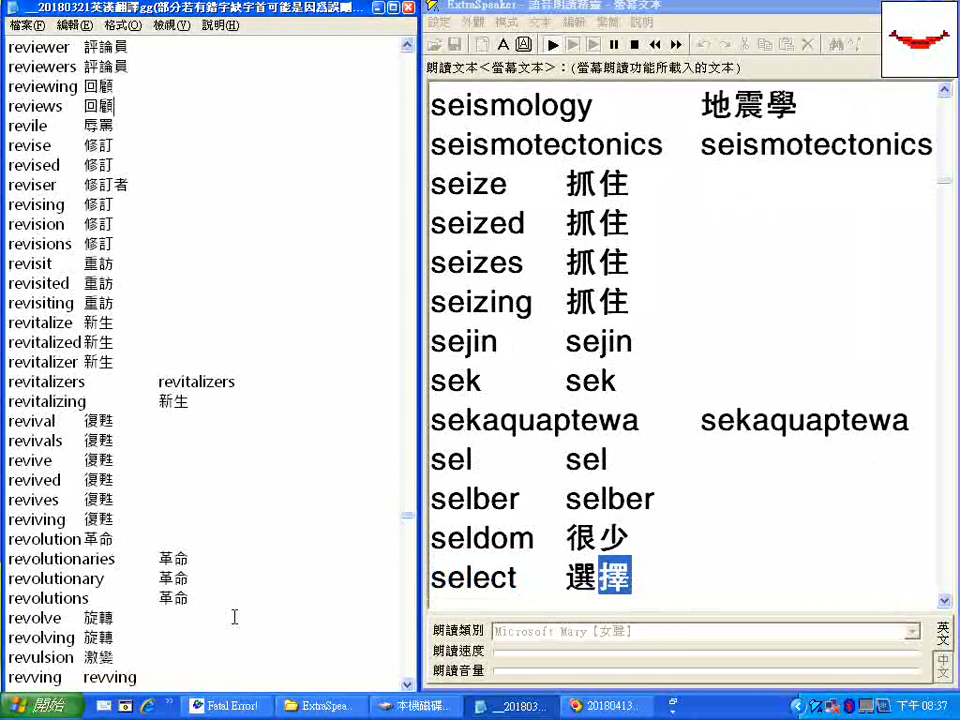 __20180321英漢翻譯gg(部分若有錯字缺字首可能是因爲誤刪...
檔案(F) 編輯(E) 格式(O) 檢視(V) 說明(H)
reviewer 評論員
reviewers 評論員
reviewing 回顧
reviews 回顧
revile 辱罵
revise 修訂
revised 修訂
reviser 修訂者
revising 修訂
revision 修訂
revisions 修訂
revisit 重訪
revisited 重訪
revisiting 重訪
revitalize 新生
revitalized 新生
revitalizer 新生
revitalizers revitalizers
revitalizing 新生
revival 復甦
revivals 復甦
revive 復甦
revived 復甦
revives 復甦
reviving 復甦
revolution 革命
revolutionaries 革命
revolutionary 革命
revolutions 革命
revolve 旋轉
revolving 旋轉
revulsion 激變
revving revving
ExtraSpeaker - 語音朗讀精靈 - 螢幕文本
設定 外觀 模式 文本 編輯 繁簡 說明
朗讀文本<螢幕文本>：(螢幕朗讀功能所載入的文本)
seismology 地震學
seismotectonics seismotectonics
seize 抓住
seized 抓住
seizes 抓住
seizing 抓住
sejin sejin
sek sek
sekaquaptewa sekaquaptewa
sel sel
selber selber
seldom 很少
select 選擇
朗讀類別 Microsoft Mary【女聲】
朗讀速度
朗讀音量
英文
中文
開始 Fatal Error! ExtraSpea... 本機磁碟... __201803... 20180413... 下午 08:37